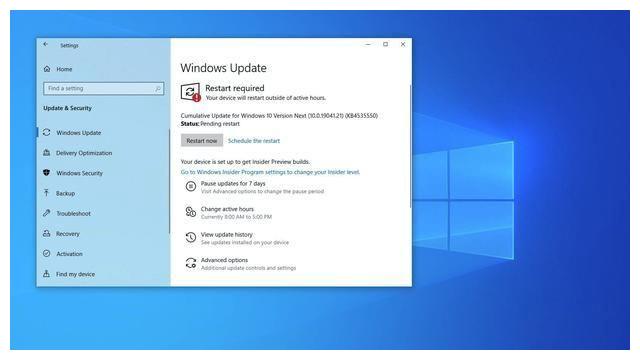 Settings
Home
Find a setting
Update & Security
Windows Update
Delivery Optimization
Windows Security
Backup
Troubleshoot
Recovery
Activation
Find my device
Windows Update
Restart required
Your device will restart outside of active hours.
Cumulative Update for Windows 10 Version Next (10.0.19041.21) (KB4535550)
Status: Pending restart
Restart now
Schedule the restart
Your device is set up to get Insider Preview builds.
Go to Windows Insider Program settings to change your Insider level.
Pause updates for 7 days
Visit Advanced options to change the pause period
Change active hours
Currently 8:00 AM to 5:00 PM
View update history
See updates installed on your device
Advanced options
Additional update controls and settings